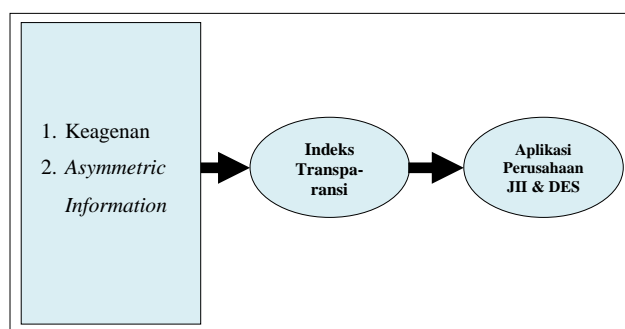 1. Keagenan
2. Asymmetric
Information
Indeks
Transpa-
ransi
Aplikasi
Perusahaan
JII & DES